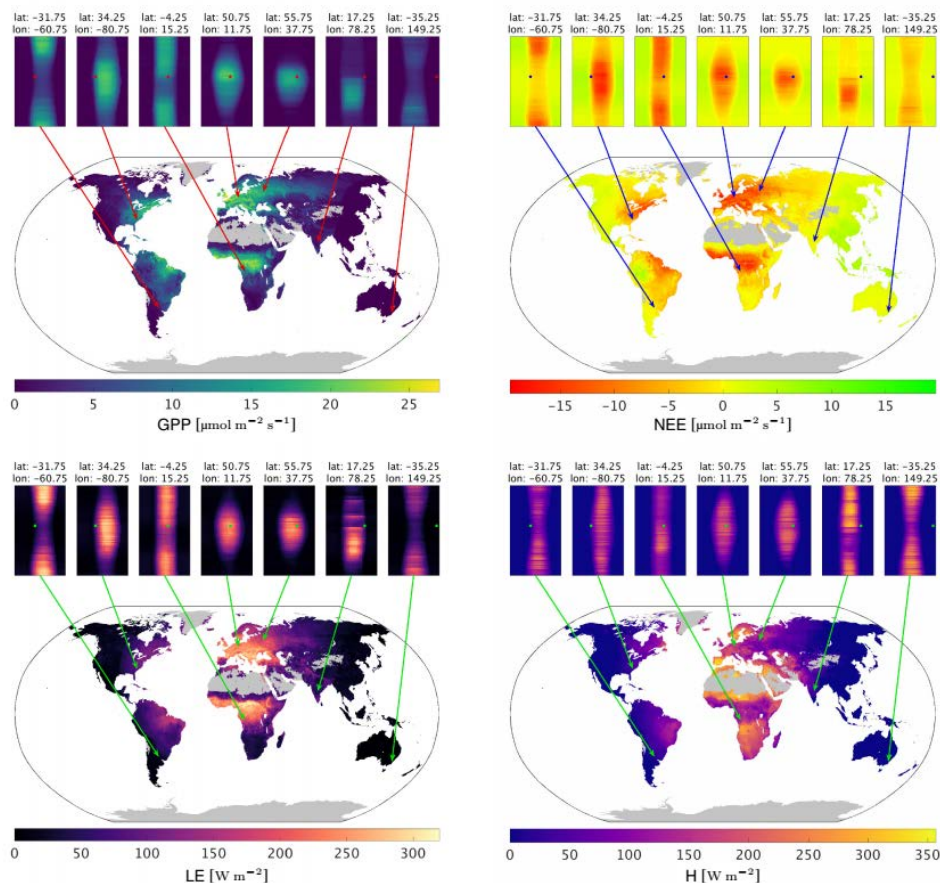 lat: -31.75 lat: 34.25 lat: -4.25 lat: 50.75 lat: 55.75 lat: 17.25 lat: -35.25
lon: -60.75 lon: -80.75 lon: 15.25 lon: 11.75 lon: 37.75 lon: 78.25 lon: 149.25
0 5 10 15 20 25
GPP [μmol m⁻² s⁻¹]
lat: -31.75 lat: 34.25 lat: -4.25 lat: 50.75 lat: 55.75 lat: 17.25 lat: -35.25
lon: -60.75 lon: -80.75 lon: 15.25 lon: 11.75 lon: 37.75 lon: 78.25 lon: 149.25
−15 −10 −5 0 5 10 15
NEE [μmol m⁻² s⁻¹]
lat: -31.75 lat: 34.25 lat: -4.25 lat: 50.75 lat: 55.75 lat: 17.25 lat: -35.25
lon: -60.75 lon: -80.75 lon: 15.25 lon: 11.75 lon: 37.75 lon: 78.25 lon: 149.25
0 50 100 150 200 250 300
LE [W m⁻²]
lat: -31.75 lat: 34.25 lat: -4.25 lat: 50.75 lat: 55.75 lat: 17.25 lat: -35.25
lon: -60.75 lon: -80.75 lon: 15.25 lon: 11.75 lon: 37.75 lon: 78.25 lon: 149.25
0 50 100 150 200 250 300 350
H [W m⁻²]